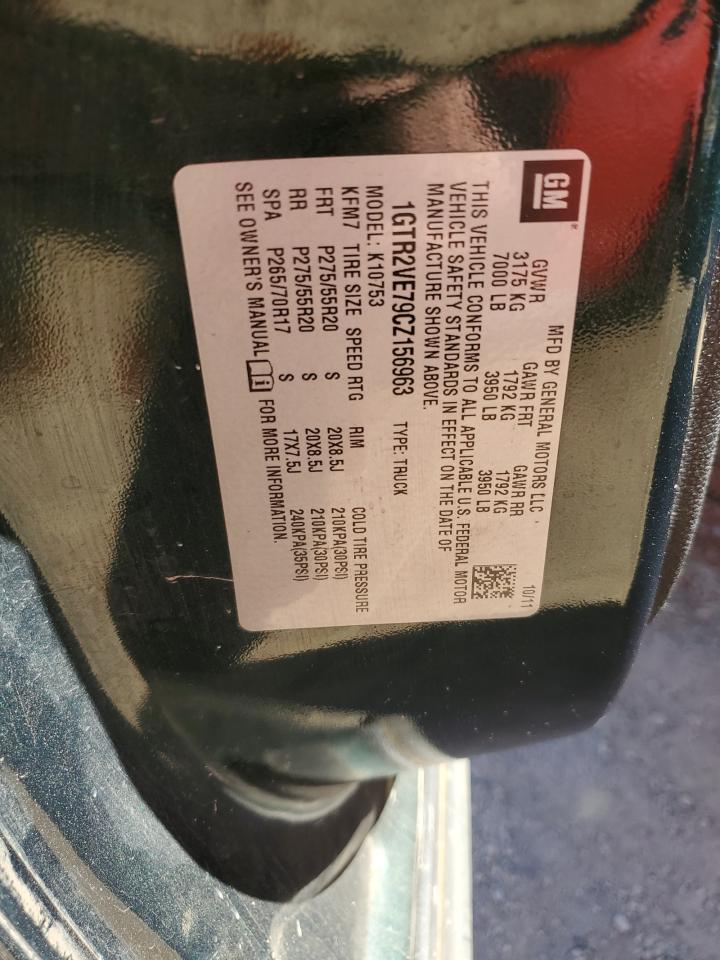 GM
MFD BY GENERAL MOTORS LLC 10/11
GVWR GAWR FRT GAWR RR
3175 KG 1792 KG 1792 KG
7000 LB 3950 LB 3950 LB
THIS VEHICLE CONFORMS TO ALL APPLICABLE U.S. FEDERAL MOTOR
VEHICLE SAFETY STANDARDS IN EFFECT ON THE DATE OF
MANUFACTURE SHOWN ABOVE.
1GTR2VE79CZ156963 TYPE: TRUCK
MODEL: K10753
KFM7 TIRE SIZE SPEED RTG RIM COLD TIRE PRESSURE
FRT P275/55R20 S 20X8.5J 210KPA(30PSI)
RR P275/55R20 S 20X8.5J 210KPA(30PSI)
SPA P265/70R17 S 17X7.5J 240KPA(35PSI)
SEE OWNER'S MANUAL FOR MORE INFORMATION.